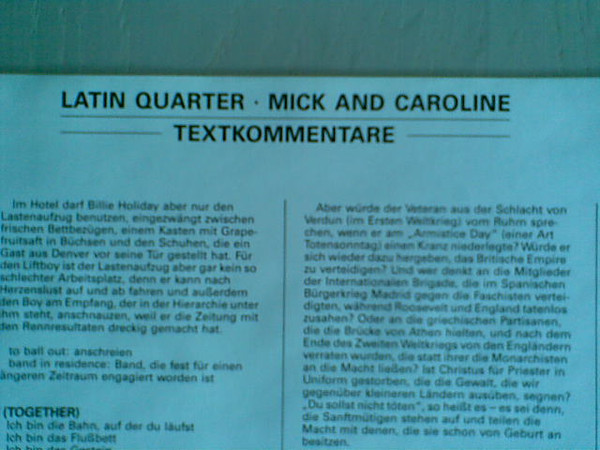 LATIN QUARTER · MICK AND CAROLINE
TEXTKOMMENTARE
Im Hotel darf Billie Holiday aber nur den
Lastenaufzug benutzen, eingezwängt zwischen
frischen Bettbezügen, einem Kasten mit Grape-
fruitsaft in Büchsen und den Schuhen, die ein
Gast aus Denver vor seine Tür gestellt hat. Für
den Liftboy ist der Lastenaufzug aber gar kein so
schlechter Arbeitsplatz, denn er kann nach
Herzenslust auf und ab fahren und außerdem
den Boy am Empfang, der in der Hierarchie unter
ihm steht, anschnauzen, weil er die Zeitung mit
den Rennresultaten dreckig gemacht hat.
to ball out: anschreien
band in residence: Band, die fest für einen
längeren Zeitraum engagiert worden ist
(TOGETHER)
Ich bin die Bahn, auf der du läufst
Ich bin das Flußbett
Ich bin das Gestein
Aber würde der Veteran aus der Schlacht von
Verdun (im Ersten Weltkrieg) vom Ruhm spre-
chen, wenn er am „Armistice Day" (einer Art
Totensonntag) einen Kranz niederlegte? Würde er
sich wieder dazu hergeben, das Britische Empire
zu verteidigen? Und wer denkt an die Mitglieder
der Internationalen Brigade, die im Spanischen
Bürgerkrieg Madrid gegen die Faschisten vertei-
digten, während Roosevelt und England tatenlos
zusahen? Oder an die griechischen Partisanen,
die die Brücke von Athen hielten, und nach dem
Ende des Zweiten Weltkriegs von den Engländern
verraten wurden, die statt ihrer die Monarchisten
an die Macht ließen? Ist Christus für Priester in
Uniform gestorben, die die Gewalt, die wir
gegenüber kleineren Ländern ausüben, segnen?
„Du sollst nicht töten", so heißt es – es sei denn,
die Sanftmütigen stehen auf und teilen die
Macht mit denen, die sie schon von Geburt an
besitzen.